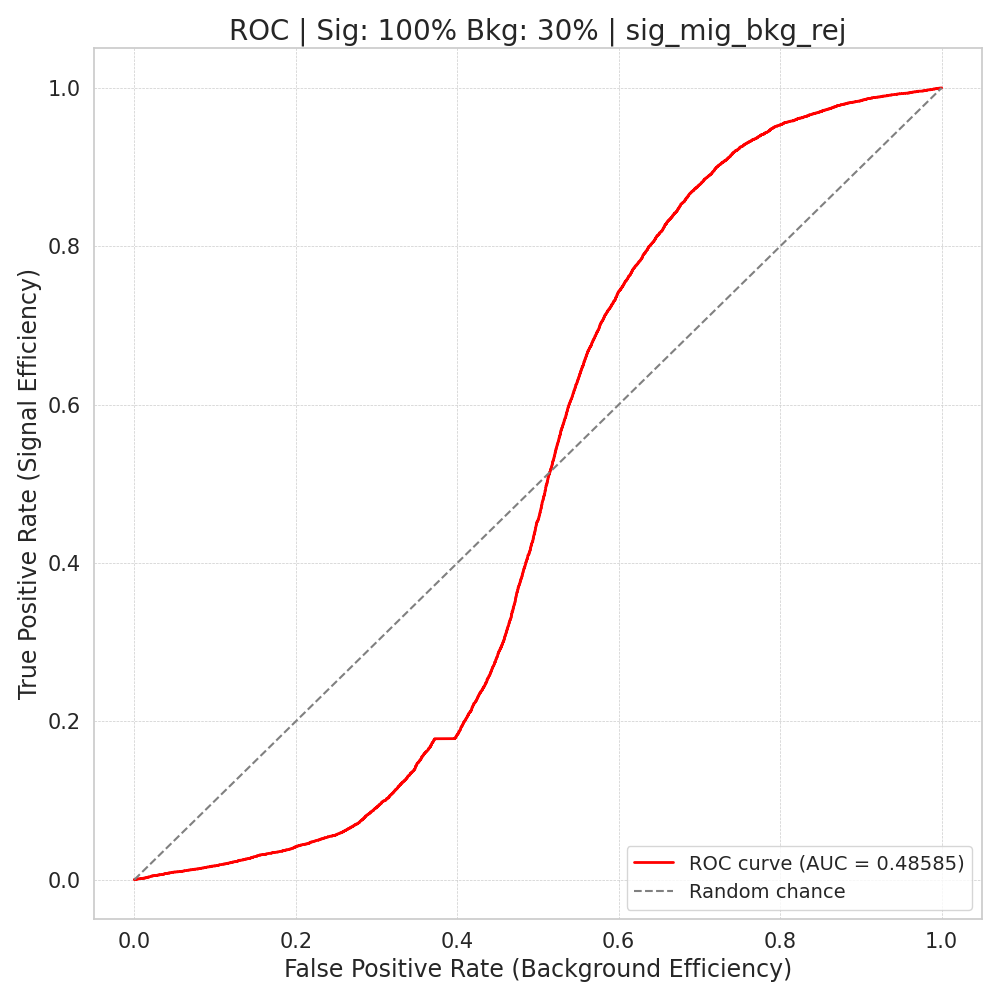 ROC | Sig: 100% Bkg: 30% | sig_mig_bkg_rej
True Positive Rate (Signal Efficiency)
1.0
0.8
0.6
0.4
0.2
0.0
ROC curve (AUC = 0.48585)
Random chance
0.0 0.2 0.4 0.6 0.8 1.0
False Positive Rate (Background Efficiency)